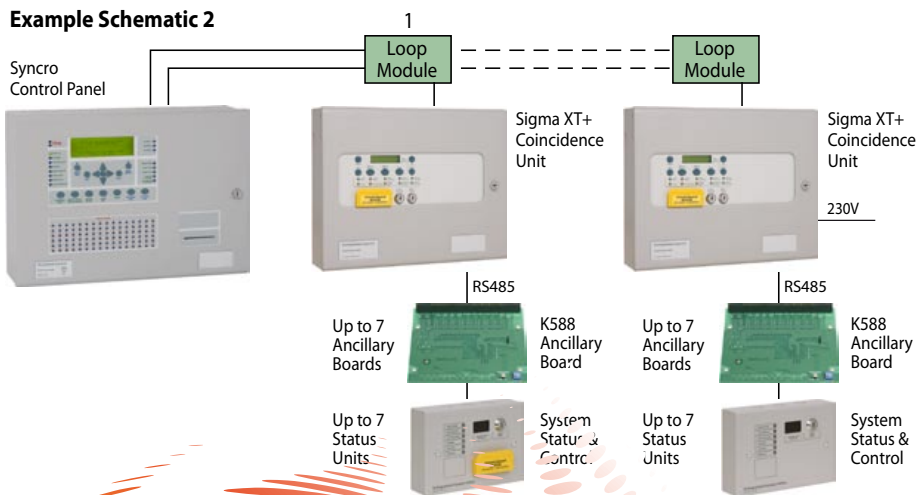 Example Schematic 2
1
Syncro
Control Panel
Loop
Module
Loop
Module
Sigma XT+
Coincidence
Unit
Sigma XT+
Coincidence
Unit
230V
RS485
RS485
Up to 7
Ancillary
Boards
K588
Ancillary
Board
Up to 7
Ancillary
Boards
K588
Ancillary
Board
Up to 7
Status
Units
System
Status &
Control
Up to 7
Status
Units
System
Status &
Control